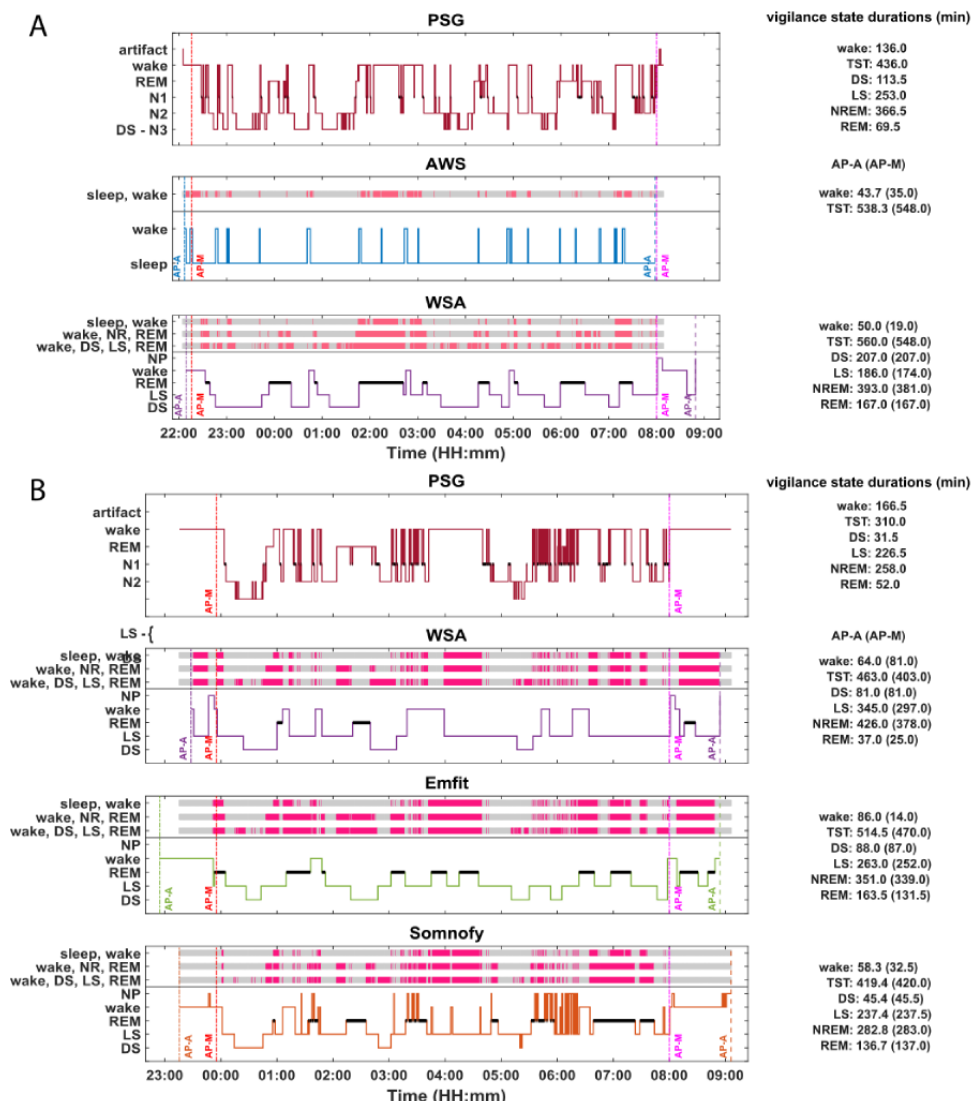 A
PSG
vigilance state durations (min)
artifact
wake
REM
N1
N2
DS - N3
wake: 136.0
TST: 436.0
DS: 113.5
LS: 253.0
NREM: 366.5
REM: 69.5
AWS
AP-A (AP-M)
sleep, wake
wake
sleep
AP-A
AP-M
AP-A
AP-M
wake: 43.7 (35.0)
TST: 538.3 (548.0)
WSA
sleep, wake
wake, NR, REM
wake, DS, LS, REM
NP
wake
REM
LS
DS
AP-A
AP-M
AP-M
AP-A
wake: 50.0 (19.0)
TST: 560.0 (548.0)
DS: 207.0 (207.0)
LS: 186.0 (174.0)
NREM: 393.0 (381.0)
REM: 167.0 (167.0)
22:00 23:00 00:00 01:00 02:00 03:00 04:00 05:00 06:00 07:00 08:00 09:00
Time (HH:mm)
B
PSG
vigilance state durations (min)
artifact
wake
REM
N1
N2
AP-M
AP-M
wake: 166.5
TST: 310.0
DS: 31.5
LS: 226.5
NREM: 258.0
REM: 52.0
LS - {
DS
WSA
AP-A (AP-M)
sleep, wake
wake, NR, REM
wake, DS, LS, REM
NP
wake
REM
LS
DS
AP-A
AP-M
AP-M
AP-A
wake: 64.0 (81.0)
TST: 463.0 (403.0)
DS: 81.0 (81.0)
LS: 345.0 (297.0)
NREM: 426.0 (378.0)
REM: 37.0 (25.0)
Emfit
sleep, wake
wake, NR, REM
wake, DS, LS, REM
NP
wake
REM
LS
DS
AP-A
AP-M
AP-M
AP-A
wake: 86.0 (14.0)
TST: 514.5 (470.0)
DS: 88.0 (87.0)
LS: 263.0 (252.0)
NREM: 351.0 (339.0)
REM: 163.5 (131.5)
Somnofy
sleep, wake
wake, NR, REM
wake, DS, LS, REM
NP
wake
REM
LS
DS
AP-A
AP-M
AP-M
AP-A
wake: 58.3 (32.5)
TST: 419.4 (420.0)
DS: 45.4 (45.5)
LS: 237.4 (237.5)
NREM: 282.8 (283.0)
REM: 136.7 (137.0)
23:00 00:00 01:00 02:00 03:00 04:00 05:00 06:00 07:00 08:00 09:00
Time (HH:mm)